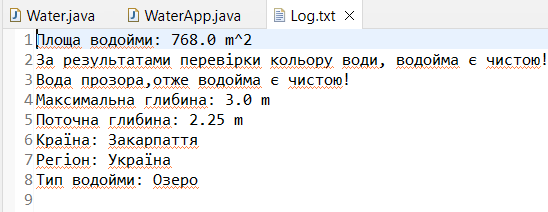 Water.java
WaterApp.java
Log.txt
1 Площа водойми: 768.0 m^2
2 За результатами перевірки кольору води, водойма є чистою!
3 Вода прозора,отже водойма є чистою!
4 Максимальна глибина: 3.0 m
5 Поточна глибина: 2.25 m
6 Країна: Закарпаття
7 Регіон: Україна
8 Тип водойми: Озеро
9